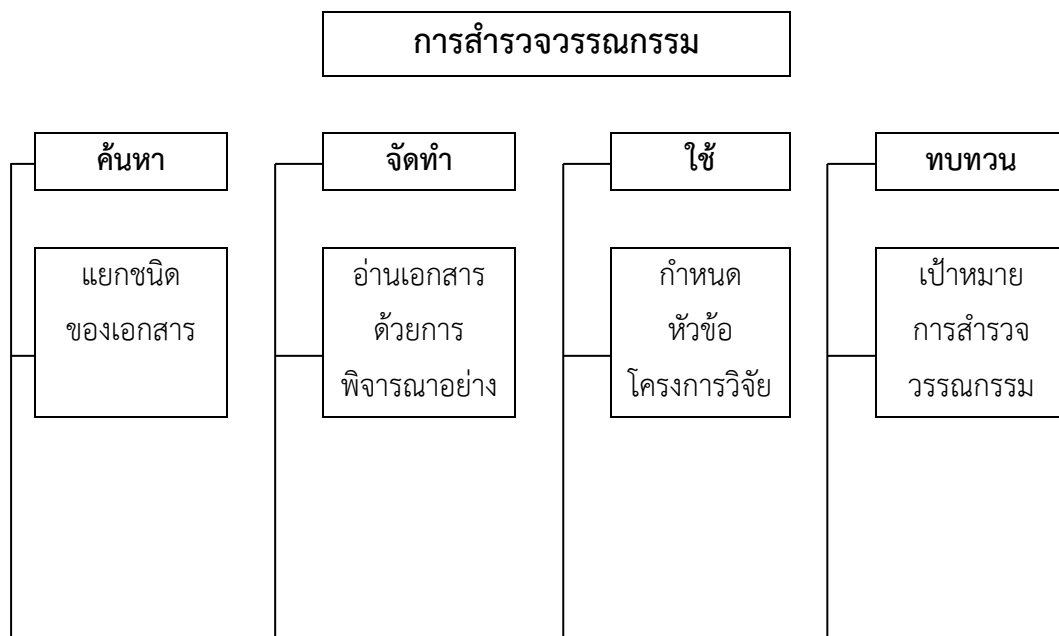 การสำรวจวรรณกรรม
ค้นหา
จัดทำ
ใช้
ทบทวน
แยกชนิด
ของเอกสาร
อ่านเอกสาร
ด้วยการ
พิจารณาอย่าง
กำหนด
หัวข้อ
โครงการวิจัย
เป้าหมาย
การสำรวจ
วรรณกรรม